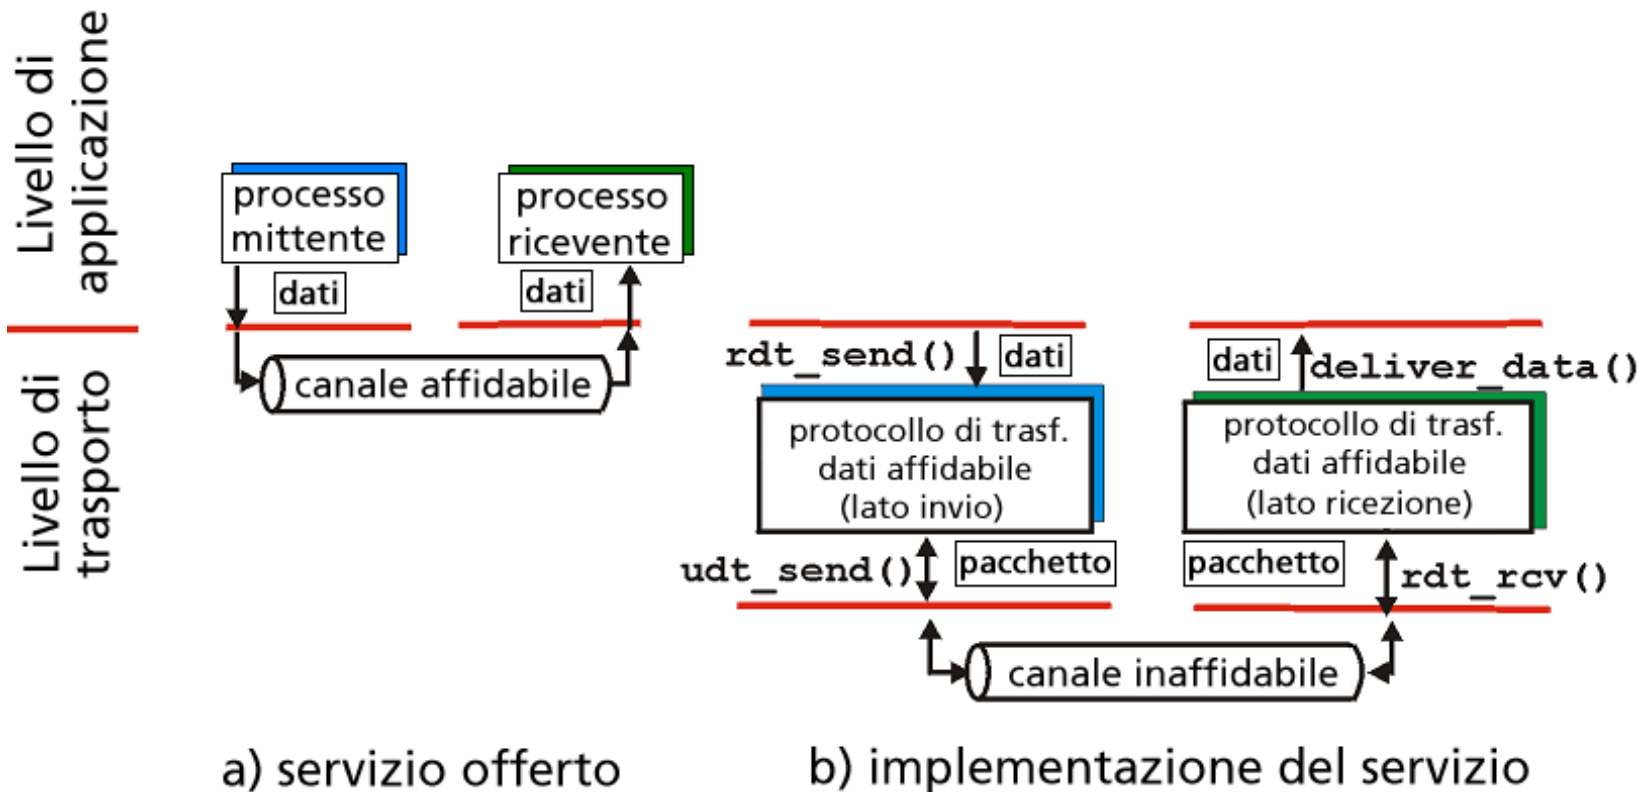 Livello di
applicazione
Livello di
trasporto
processo
mittente
dati
processo
ricevente
dati
canale affidabile
a) servizio offerto
rdt_send()
dati
protocollo di trasf.
dati affidabile
(lato invio)
udt_send()
pacchetto
dati
deliver_data()
protocollo di trasf.
dati affidabile
(lato ricezione)
pacchetto
rdt_rcv()
canale inaffidabile
b) implementazione del servizio